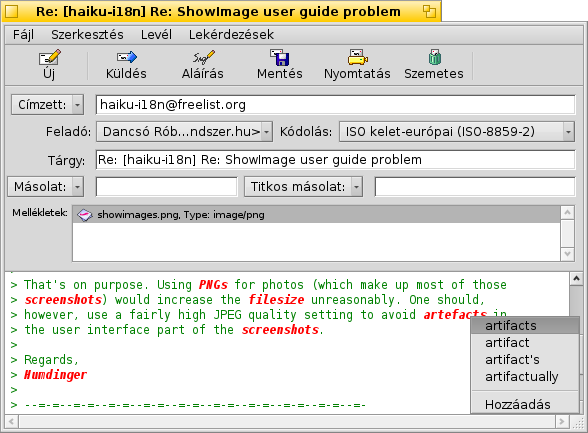 Re: [haiku-i18n] Re: ShowImage user guide problem
Fájl Szerkesztés Levél Lekérdezések
Új Küldés Aláírás Mentés Nyomtatás Szemetes
Címzett: haiku-i18n@freelist.org
Feladó: Dancsó Rób...ndszer.hu> Kódolás: ISO kelet-európai (ISO-8859-2)
Tárgy: Re: [haiku-i18n] Re: ShowImage user guide problem
Másolat: Titkos másolat:
Mellékletek: showimages.png, Type: image/png
> That's on purpose. Using PNGs for photos (which make up most of those
> screenshots) would increase the filesize unreasonably. One should,
> however, use a fairly high JPEG quality setting to avoid artefacts in
> the user interface part of the screenshots.
>
> Regards,
> Humdinger
>
> --=-=-=--=-=--=-=--=--=-=--=-=--=--=-=--=-=-
artifacts
artifact
artifact's
artifactually
Hozzáadás